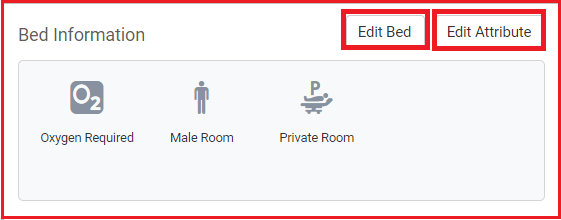 Bed Information Edit Bed Edit Attribute
O2 P
Oxygen Required Male Room Private Room